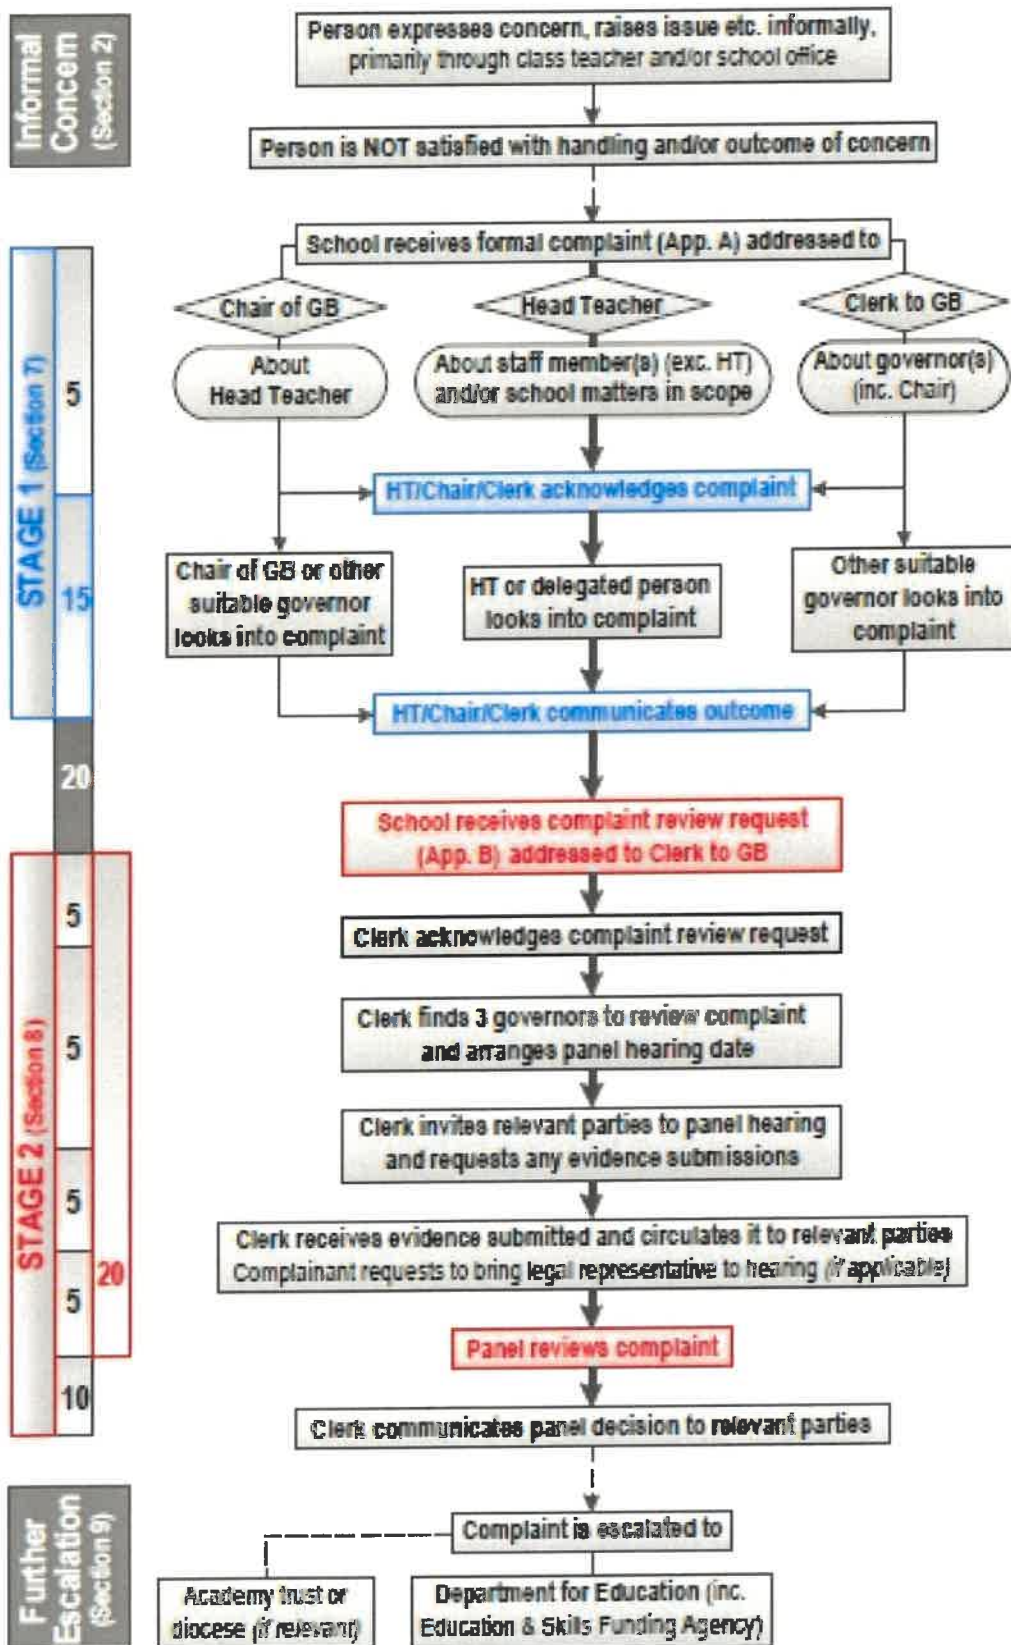 Informal
Concern
(Section 2)
Person expresses concern, raises issue etc. informally,
primarily through class teacher and/or school office
Person is NOT satisfied with handling and/or outcome of concern
STAGE 1 (Section 7)
5
15
School receives formal complaint (App. A) addressed to
Chair of GB
Head Teacher
Clerk to GB
About
Head Teacher
About staff member(s) (exc. HT)
and/or school matters in scope
About governor(s)
(inc. Chair)
HT/Chair/Clerk acknowledges complaint
Chair of GB or other
suitable governor
looks into complaint
HT or delegated person
looks into complaint
Other suitable
governor looks into
complaint
HT/Chair/Clerk communicates outcome
20
School receives complaint review request
(App. B) addressed to Clerk to GB
STAGE 2 (Section 8)
5
5
5
5
20
10
Clerk acknowledges complaint review request
Clerk finds 3 governors to review complaint
and arranges panel hearing date
Clerk invites relevant parties to panel hearing
and requests any evidence submissions
Clerk receives evidence submitted and circulates it to relevant parties
Complainant requests to bring legal representative to hearing (if applicable)
Panel reviews complaint
Clerk communicates panel decision to relevant parties
Further
Escalation
(Section 9)
Complaint is escalated to
Academy trust or
diocese (if relevant)
Department for Education (inc.
Education & Skills Funding Agency)